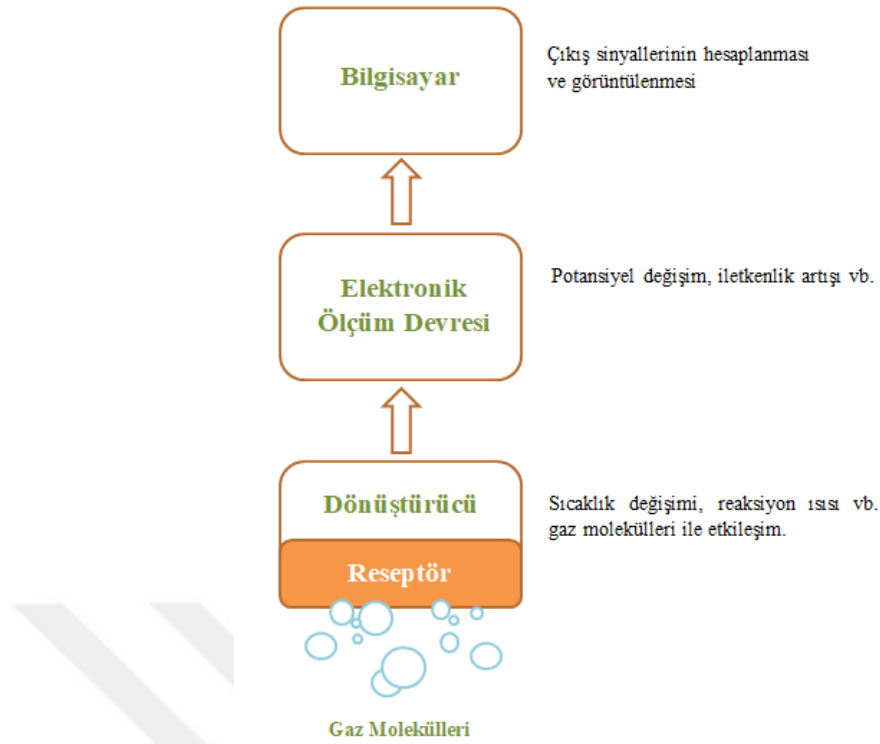 Bilgisayar
Çıkış sinyallerinin hesaplanması
ve görüntülenmesi
Elektronik
Ölçüm Devresi
Potansiyel değişim, iletkenlik artışı vb.
Dönüştürücü
Sıcaklık değişimi, reaksiyon ısısı vb.
gaz molekülleri ile etkileşim.
Reseptör
Gaz Molekülleri